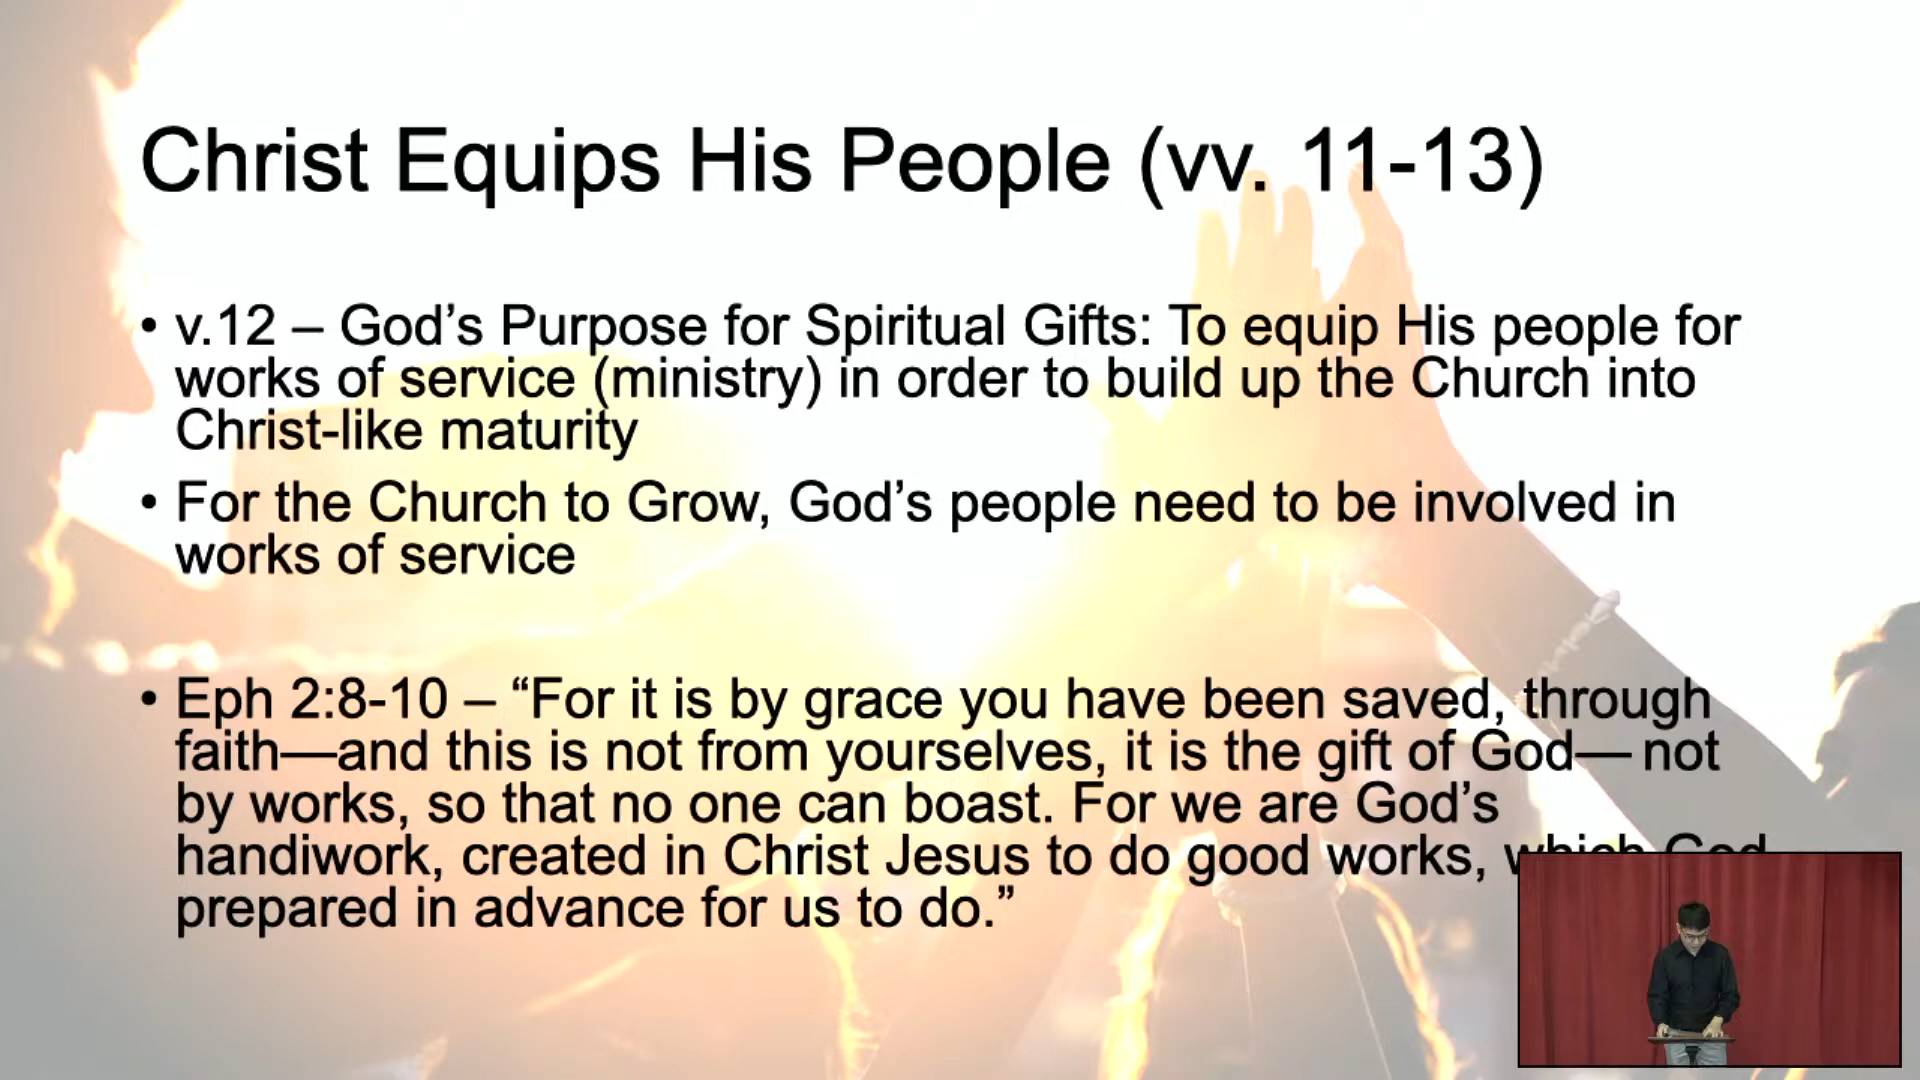 Christ Equips His People (vv. 11-13)
• v.12 – God’s Purpose for Spiritual Gifts: To equip His people for
works of service (ministry) in order to build up the Church into
Christ-like maturity
• For the Church to Grow, God’s people need to be involved in
works of service
• Eph 2:8-10 – “For it is by grace you have been saved, through
faith—and this is not from yourselves, it is the gift of God— not
by works, so that no one can boast. For we are God’s
handiwork, created in Christ Jesus to do good works, which God
prepared in advance for us to do.”